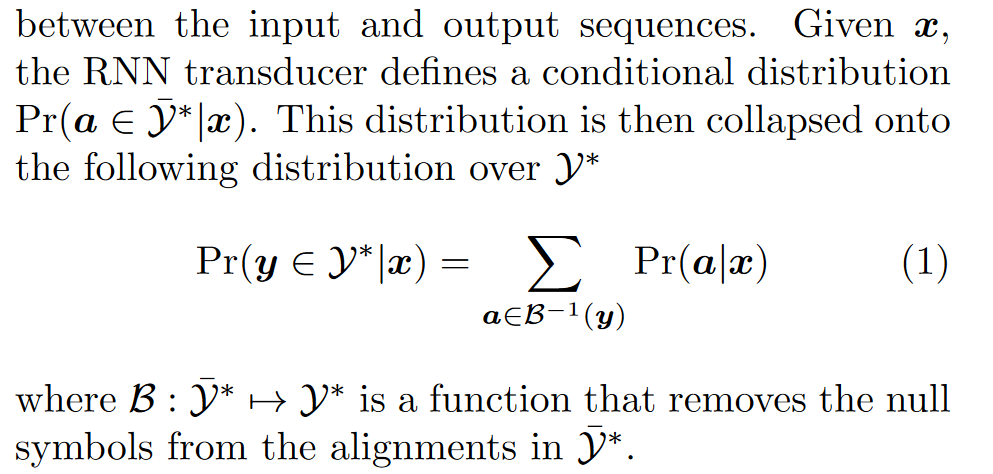 between the input and output sequences. Given 𝒙,
the RNN transducer defines a conditional distribution
Pr(𝒂 ∈ 𝒴̄*|𝒙). This distribution is then collapsed onto
the following distribution over 𝒴*
Pr(𝒚 ∈ 𝒴*|𝒙) = ∑_{𝒂∈ℬ⁻¹(𝒚)} Pr(𝒂|𝒙) (1)
where ℬ : 𝒴̄* ↦ 𝒴* is a function that removes the null
symbols from the alignments in 𝒴̄*.